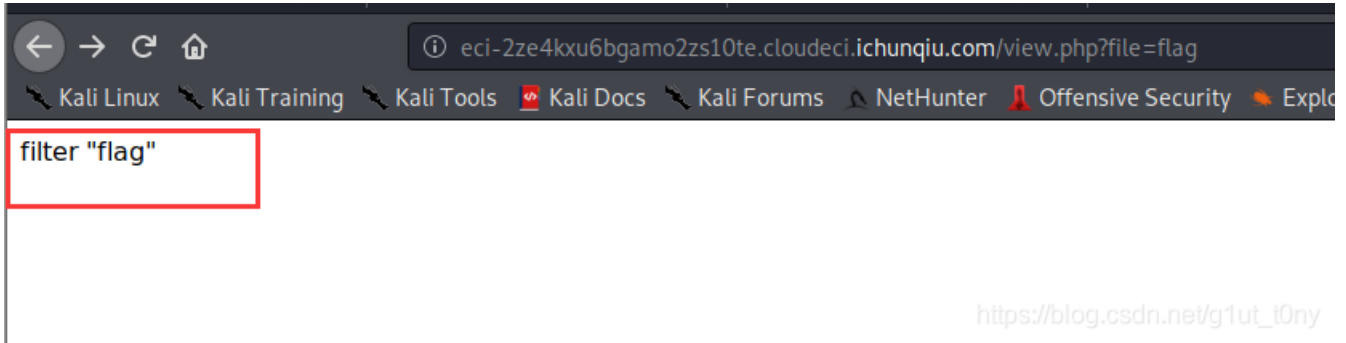 eci-2ze4kxu6bgamo2zs10te.cloudeci.ichunqiu.com/view.php?file=flag
Kali Linux Kali Training Kali Tools Kali Docs Kali Forums NetHunter Offensive Security Explo
filter "flag"
https://blog.csdn.net/g1ut_t0ny